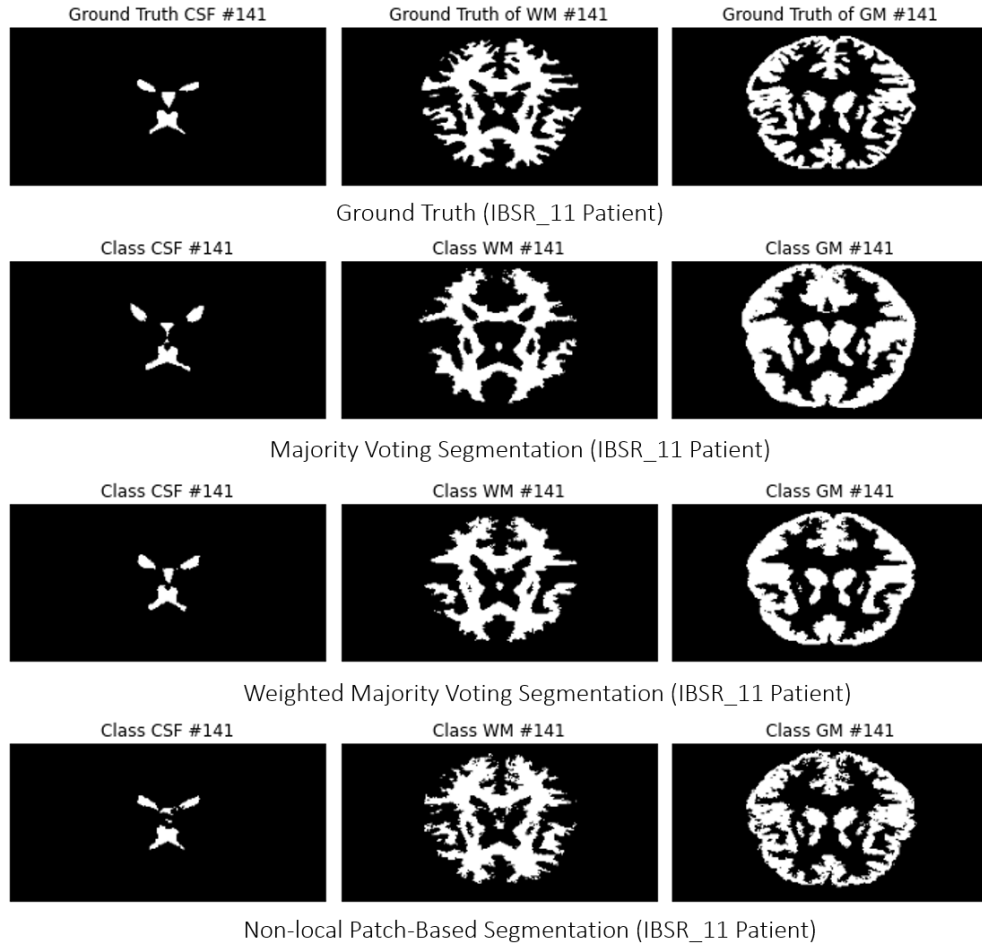 Ground Truth CSF #141 Ground Truth of WM #141 Ground Truth of GM #141
Ground Truth (IBSR_11 Patient)
Class CSF #141 Class WM #141 Class GM #141
Majority Voting Segmentation (IBSR_11 Patient)
Class CSF #141 Class WM #141 Class GM #141
Weighted Majority Voting Segmentation (IBSR_11 Patient)
Class CSF #141 Class WM #141 Class GM #141
Non-local Patch-Based Segmentation (IBSR_11 Patient)